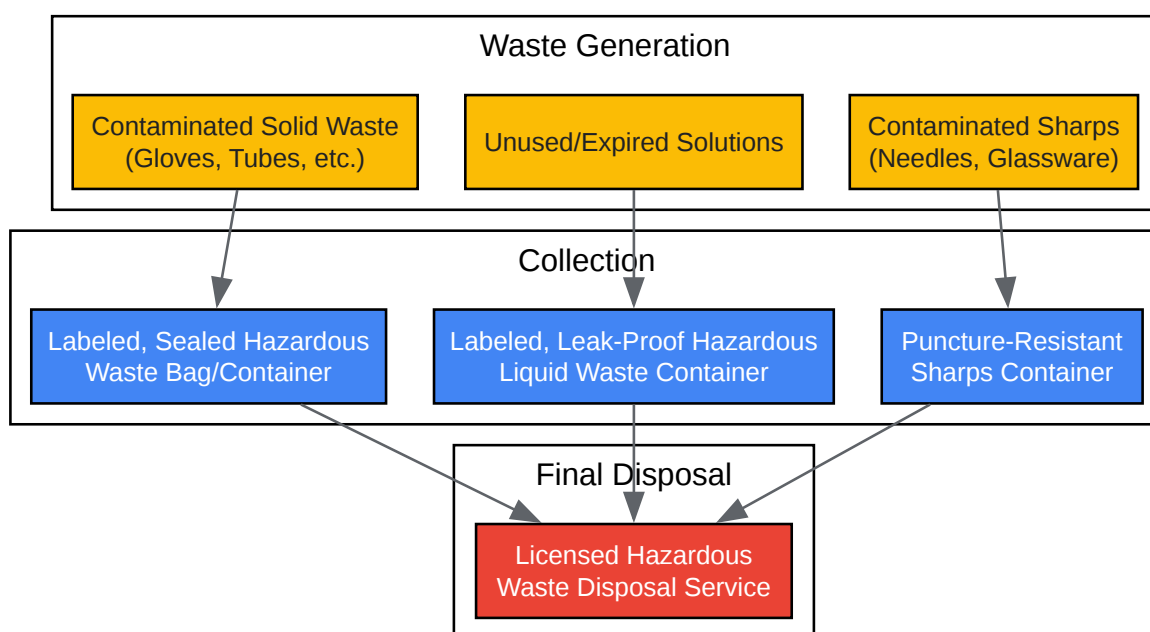 Waste Generation
Contaminated Solid Waste
(Gloves, Tubes, etc.)
Unused/Expired Solutions
Contaminated Sharps
(Needles, Glassware)
Collection
Labeled, Sealed Hazardous
Waste Bag/Container
Labeled, Leak-Proof Hazardous
Liquid Waste Container
Puncture-Resistant
Sharps Container
Final Disposal
Licensed Hazardous
Waste Disposal Service